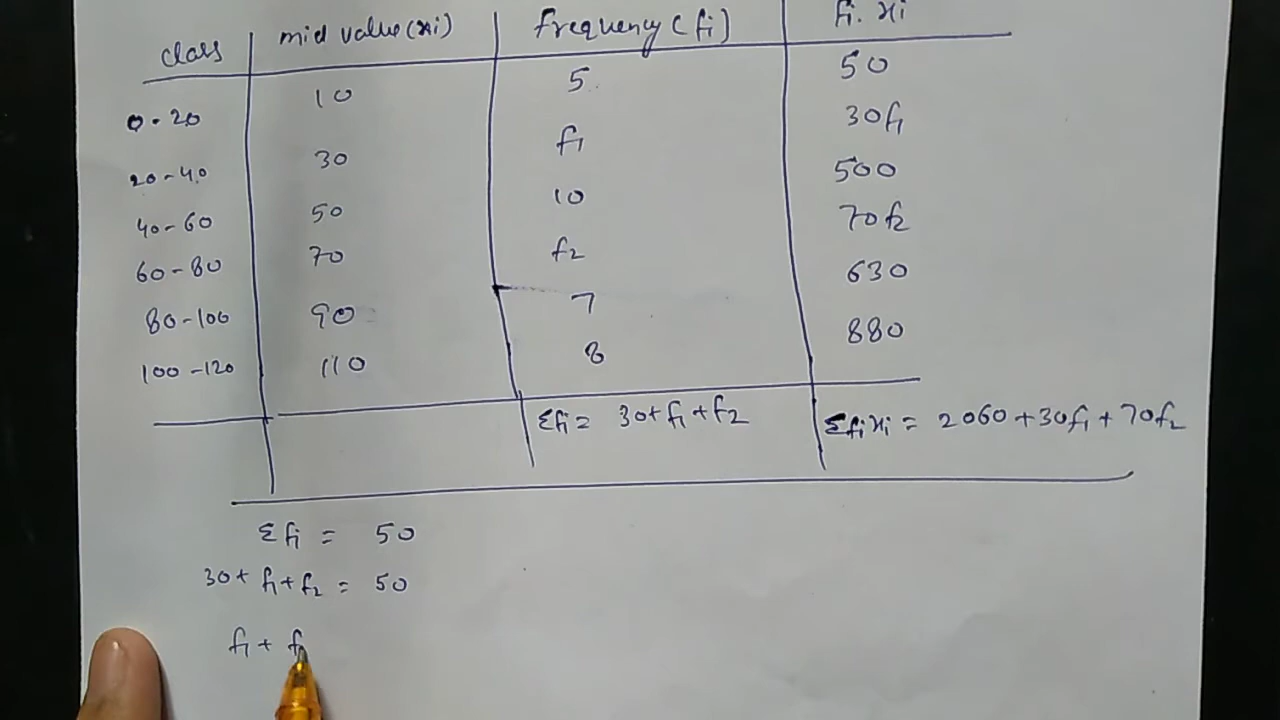 class mid value(xi) frequency(fi) fi.xi
0-20 10 5 50
20-40 30 f1 30f1
40-60 50 10 500
60-80 70 f2 70f2
80-100 90 7 630
100-120 110 8 880
Σfi = 30+f1+f2 Σfixi = 2060+30f1+70f2
Σfi = 50
30+f1+f2 = 50
f1+f